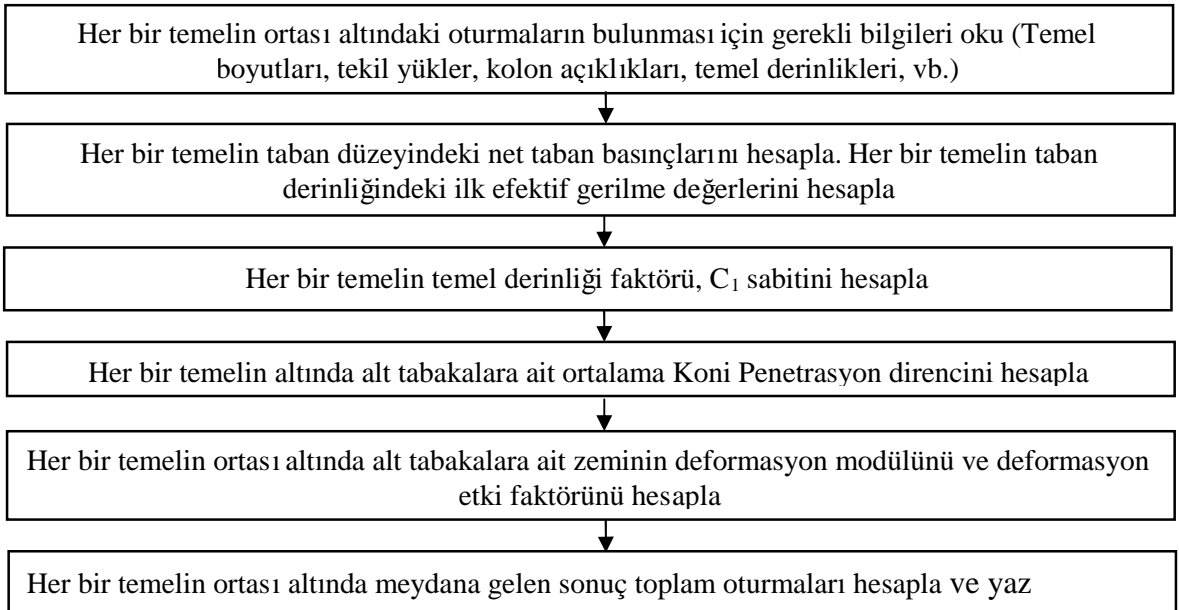 Her bir temelin ortası altındaki oturmaların bulunması için gerekli bilgileri oku (Temel
boyutları, tekil yükler, kolon açıklıkları, temel derinlikleri, vb.)
Her bir temelin taban düzeyindeki net taban basınçlarını hesapla. Her bir temelin taban
derinliğindeki ilk efektif gerilme değerlerini hesapla
Her bir temelin temel derinliği faktörü, C₁ sabitini hesapla
Her bir temelin altında alt tabakalara ait ortalama Koni Penetrasyon direncini hesapla
Her bir temelin ortası altında alt tabakalara ait zeminin deformasyon modülünü ve deformasyon
etki faktörünü hesapla
Her bir temelin ortası altında meydana gelen sonuç toplam oturmaları hesapla ve yaz